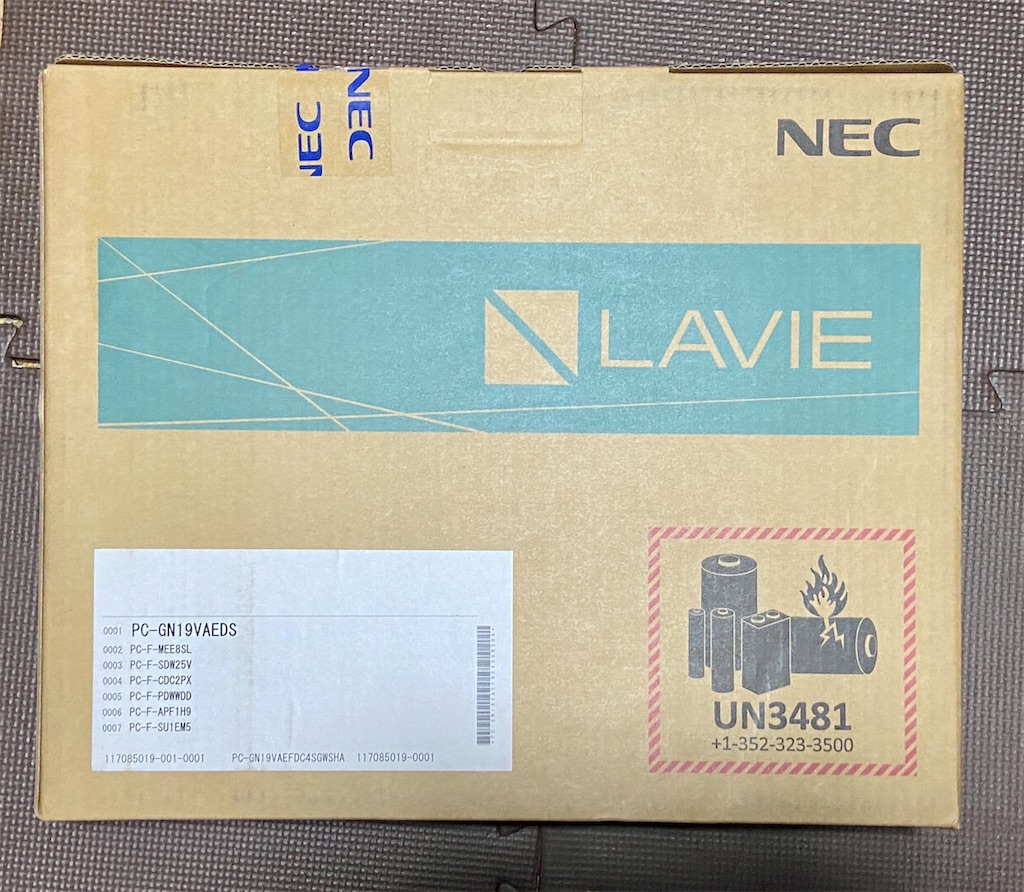 NEC
NEC
NEC
LAVIE
0001 PC-GN19VAEDS
0002 PC-F-MEE8SL
0003 PC-F-SDW25V
0004 PC-F-CDC2PX
0005 PC-F-PDWWDD
0006 PC-F-APF1H9
0007 PC-F-SU1EM5
117085019-001-0001 PC-GN19VAEFDC4SGWSHA 117085019-0001
UN3481
+1-352-323-3500